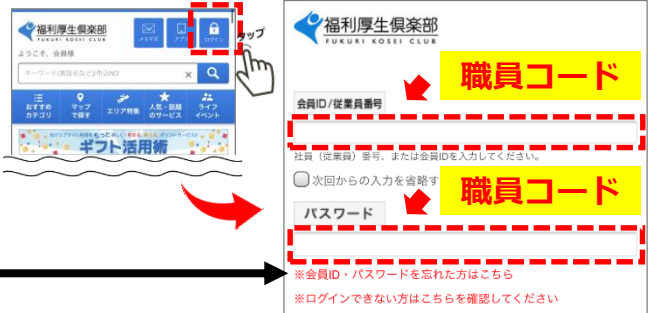 福利厚生倶楽部
FUKURI KOSEI CLUB
メルマガ
アプリ
ログイン
タップ
ようこそ、会員様
キーワード(施設名など)/申込NO
×
おすすめ
カテゴリ
マップ
で探す
エリア特集
人気・話題
のサービス
ライフ
イベント
ギフト活用術
福利厚生倶楽部
FUKURI KOSEI CLUB
職員コード
会員ID/従業員番号
社員（従業員）番号、または会員IDを入力してください。
次回からの入力を省略す
職員コード
パスワード
※会員ID・パスワードを忘れた方はこちら
※ログインできない方はこちらを確認してください